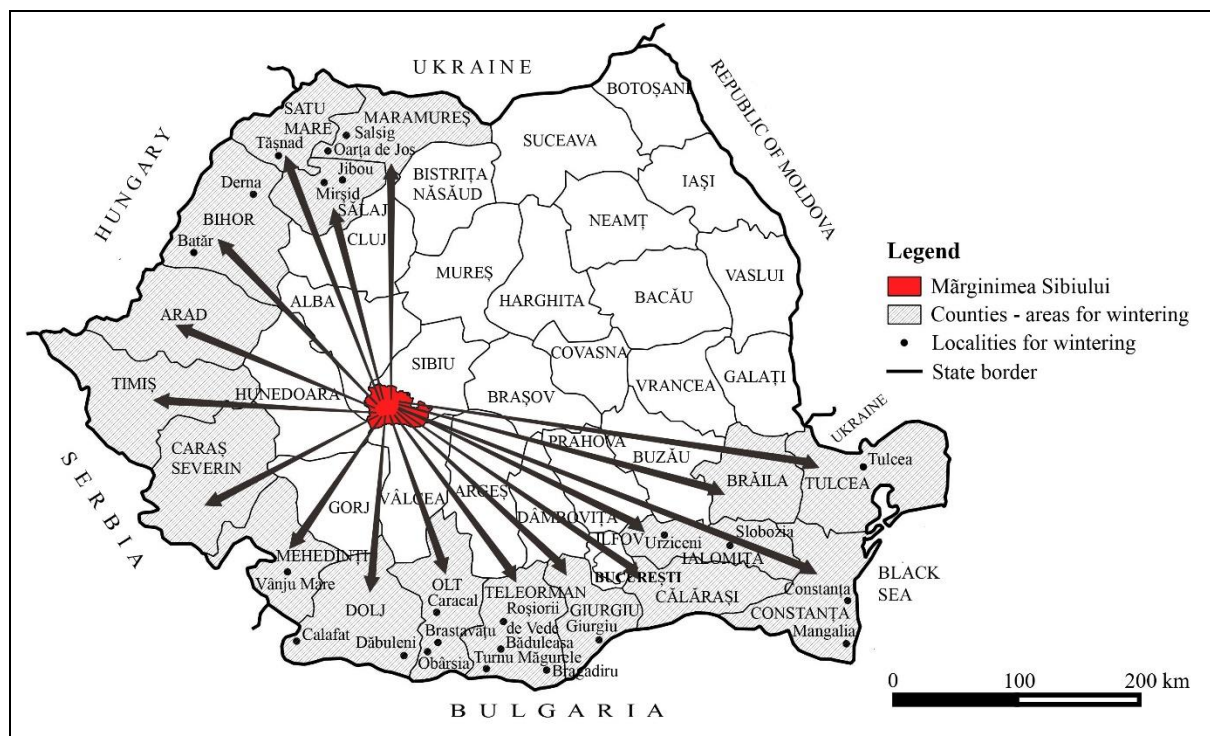 UKRAINE
REPUBLIC OF MOLDOVA
HUNGARY
SERBIA
BULGARIA
BLACK
SEA
UKRAINE
BOTOȘANI
SUCEAVA
IAȘI
NEAMȚ
BISTRIȚA
NĂSĂUD
SATU
MARE
MARAMUREȘ
Salsig
Oarța de Jos
Tășnad
Jibou
Mirșid
SĂLAJ
Derna
BIHOR
Batăr
CLUJ
MUREȘ
HARGHITA
BACĂU
VASLUI
ALBA
ARAD
SIBIU
COVASNA
VRANCEA
GALAȚI
TIMIȘ
HUNEDOARA
BRAȘOV
CARAȘ
SEVERIN
PRAHOVA
BUZĂU
BRĂILA
Tulcea
TULCEA
GORJ
VÂLCEA
ARGEȘ
DÂMBOVIȚA
ILFOV
Urziceni
Slobozia
IALOMIȚA
MEHEDINȚI
Vânju Mare
BUCUREȘTI
CĂLĂRAȘI
OLT
Caracal
TELEORMAN
Roșiorii
de Vede
Băduleasa
GIURGIU
Giurgiu
Constanța
CONSTANȚA
Mangalia
DOLJ
Calafat
Dăbuleni
Brastavățu
Obârsia
Turnu Măgurele
Bragadiru
Legend
Mãrginimea Sibiului
Counties - areas for wintering
Localities for wintering
State border
0 100 200 km